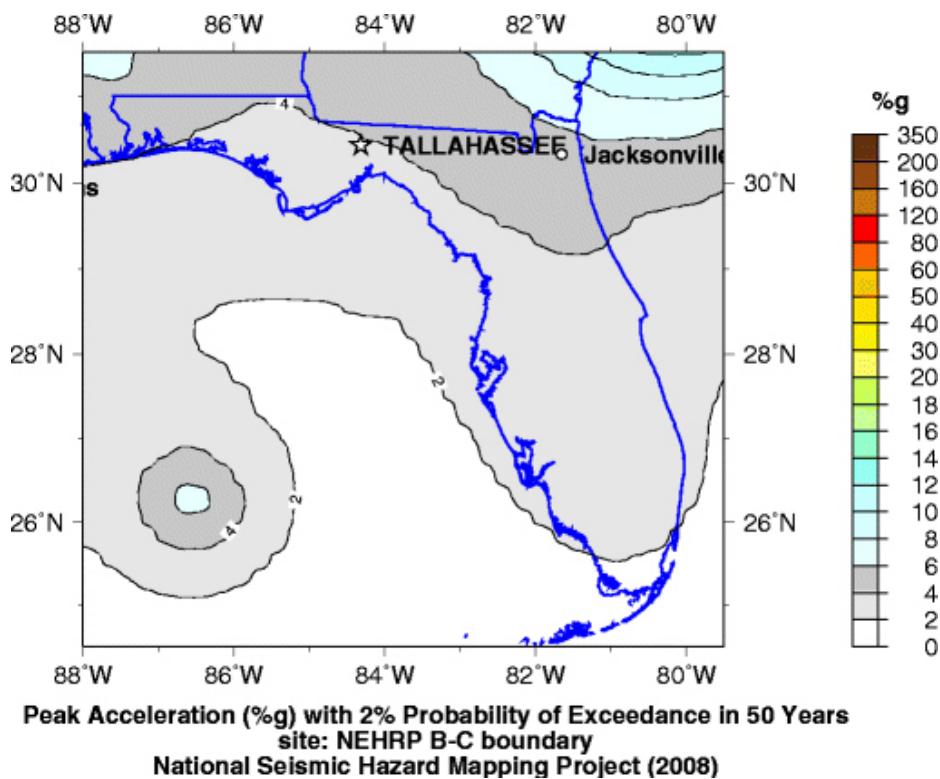 88˚W 86˚W 84˚W 82˚W 80˚W
30˚N
28˚N
26˚N
4
TALLAHASSEE
Jacksonville
s
2
2
4
30˚N
28˚N
26˚N
88˚W 86˚W 84˚W 82˚W 80˚W
%g
350
200
160
120
80
60
50
40
30
20
18
16
14
12
10
8
6
4
2
0
Peak Acceleration (%g) with 2% Probability of Exceedance in 50 Years
site: NEHRP B-C boundary
National Seismic Hazard Mapping Project (2008)